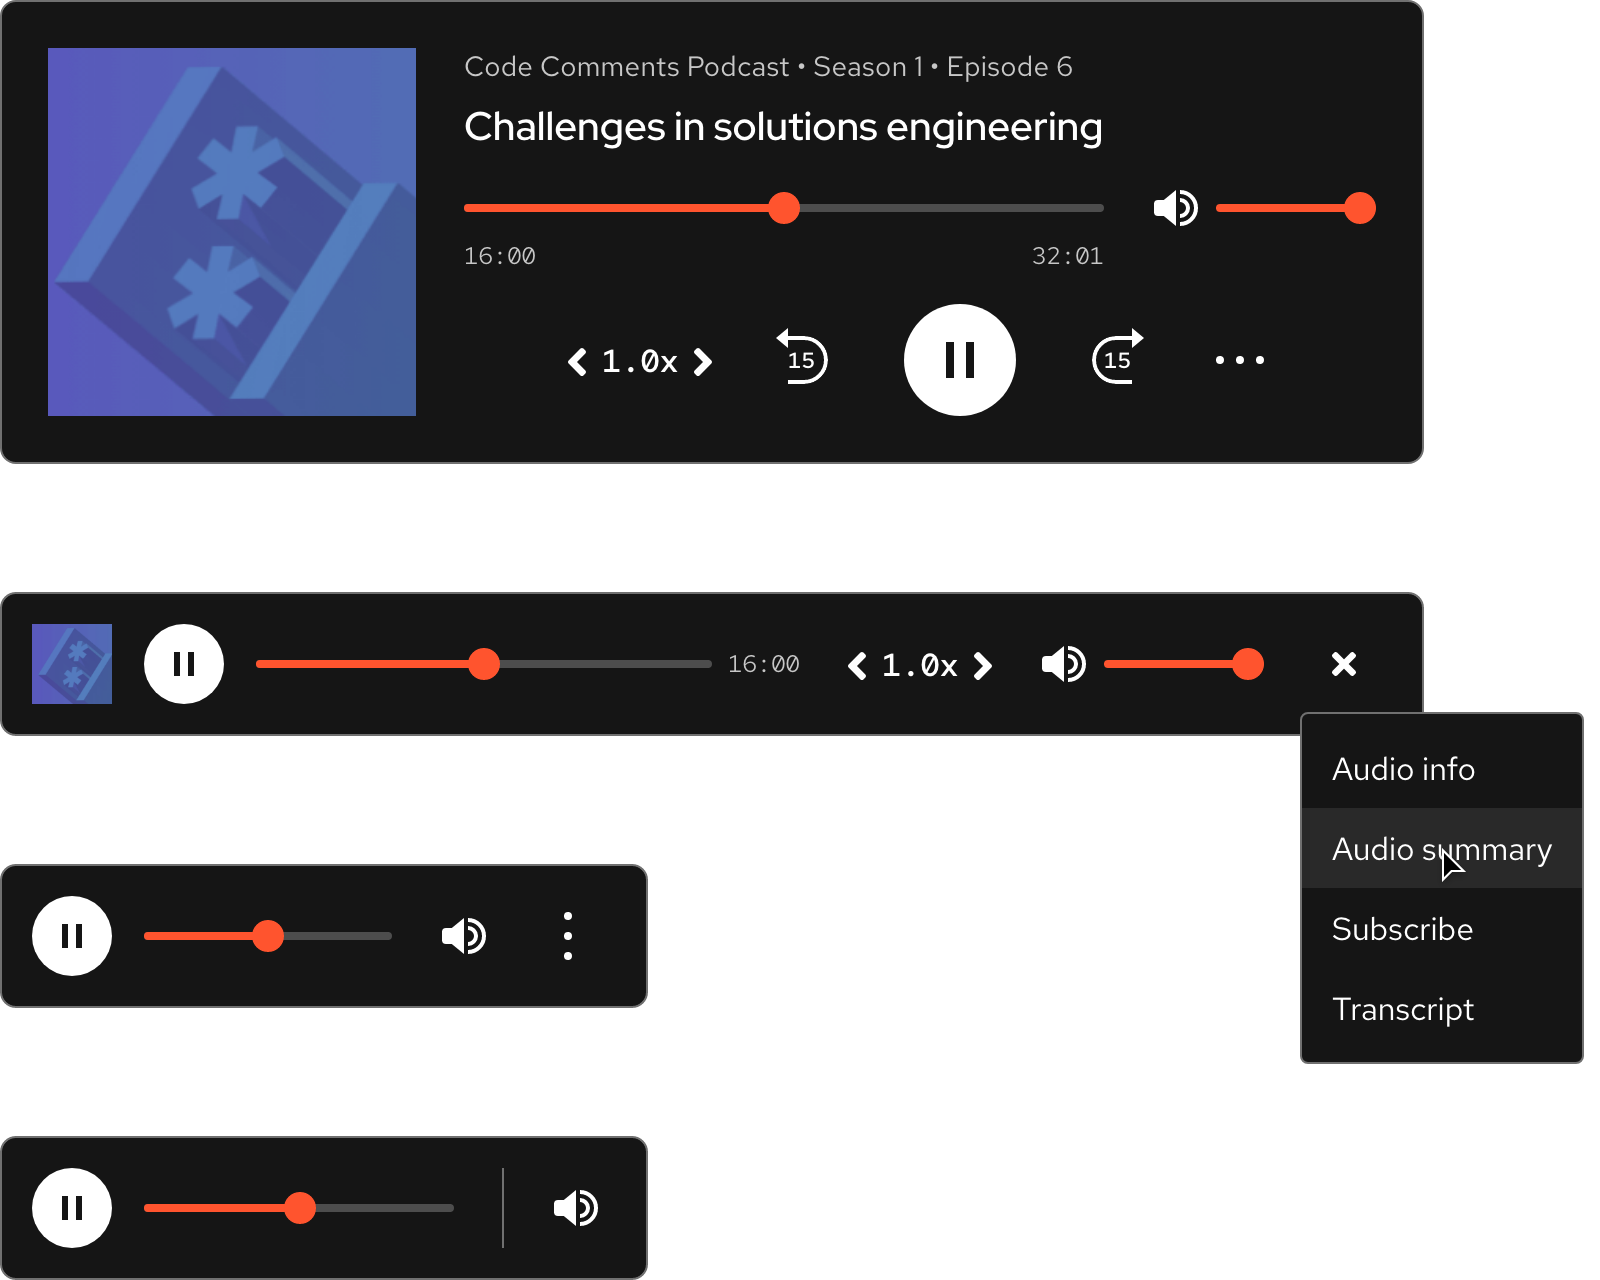 Code Comments Podcast • Season 1 • Episode 6
Challenges in solutions engineering
16:00 32:01
1.0x 15 15
16:00 1.0x
Audio info
Audio summary
Subscribe
Transcript